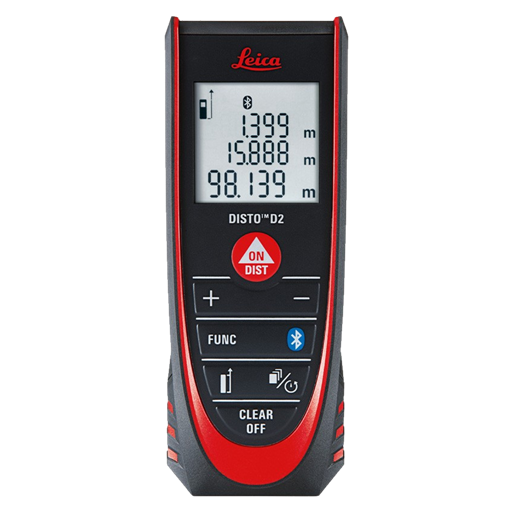 Leica
1.399 m
15.888 m
98.139 m
DISTO™ D2
ON
DIST
+ −
FUNC
CLEAR
OFF